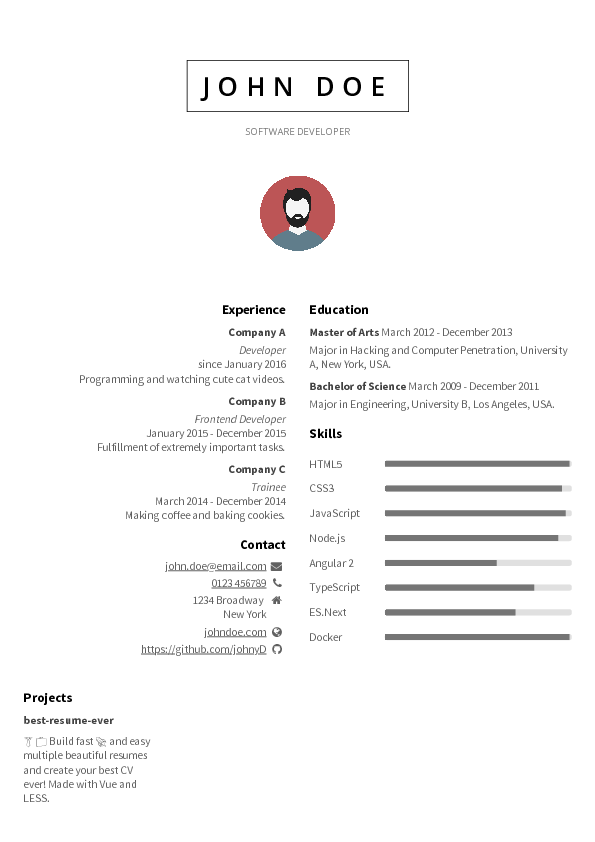 JOHN DOE
SOFTWARE DEVELOPER
Experience
Company A
Developer
since January 2016
Programming and watching cute cat videos.
Company B
Frontend Developer
January 2015 - December 2015
Fulfillment of extremely important tasks.
Company C
Trainee
March 2014 - December 2014
Making coffee and baking cookies.
Contact
john.doe@email.com
0123 456789
1234 Broadway
New York
johndoe.com
https://github.com/johnyD
Education
Master of Arts March 2012 - December 2013
Major in Hacking and Computer Penetration, University
A, New York, USA.
Bachelor of Science March 2009 - December 2011
Major in Engineering, University B, Los Angeles, USA.
Skills
HTML5
CSS3
JavaScript
Node.js
Angular 2
TypeScript
ES.Next
Docker
Projects
best-resume-ever
👔 💼 Build fast 🚀 and easy
multiple beautiful resumes
and create your best CV
ever! Made with Vue and
LESS.